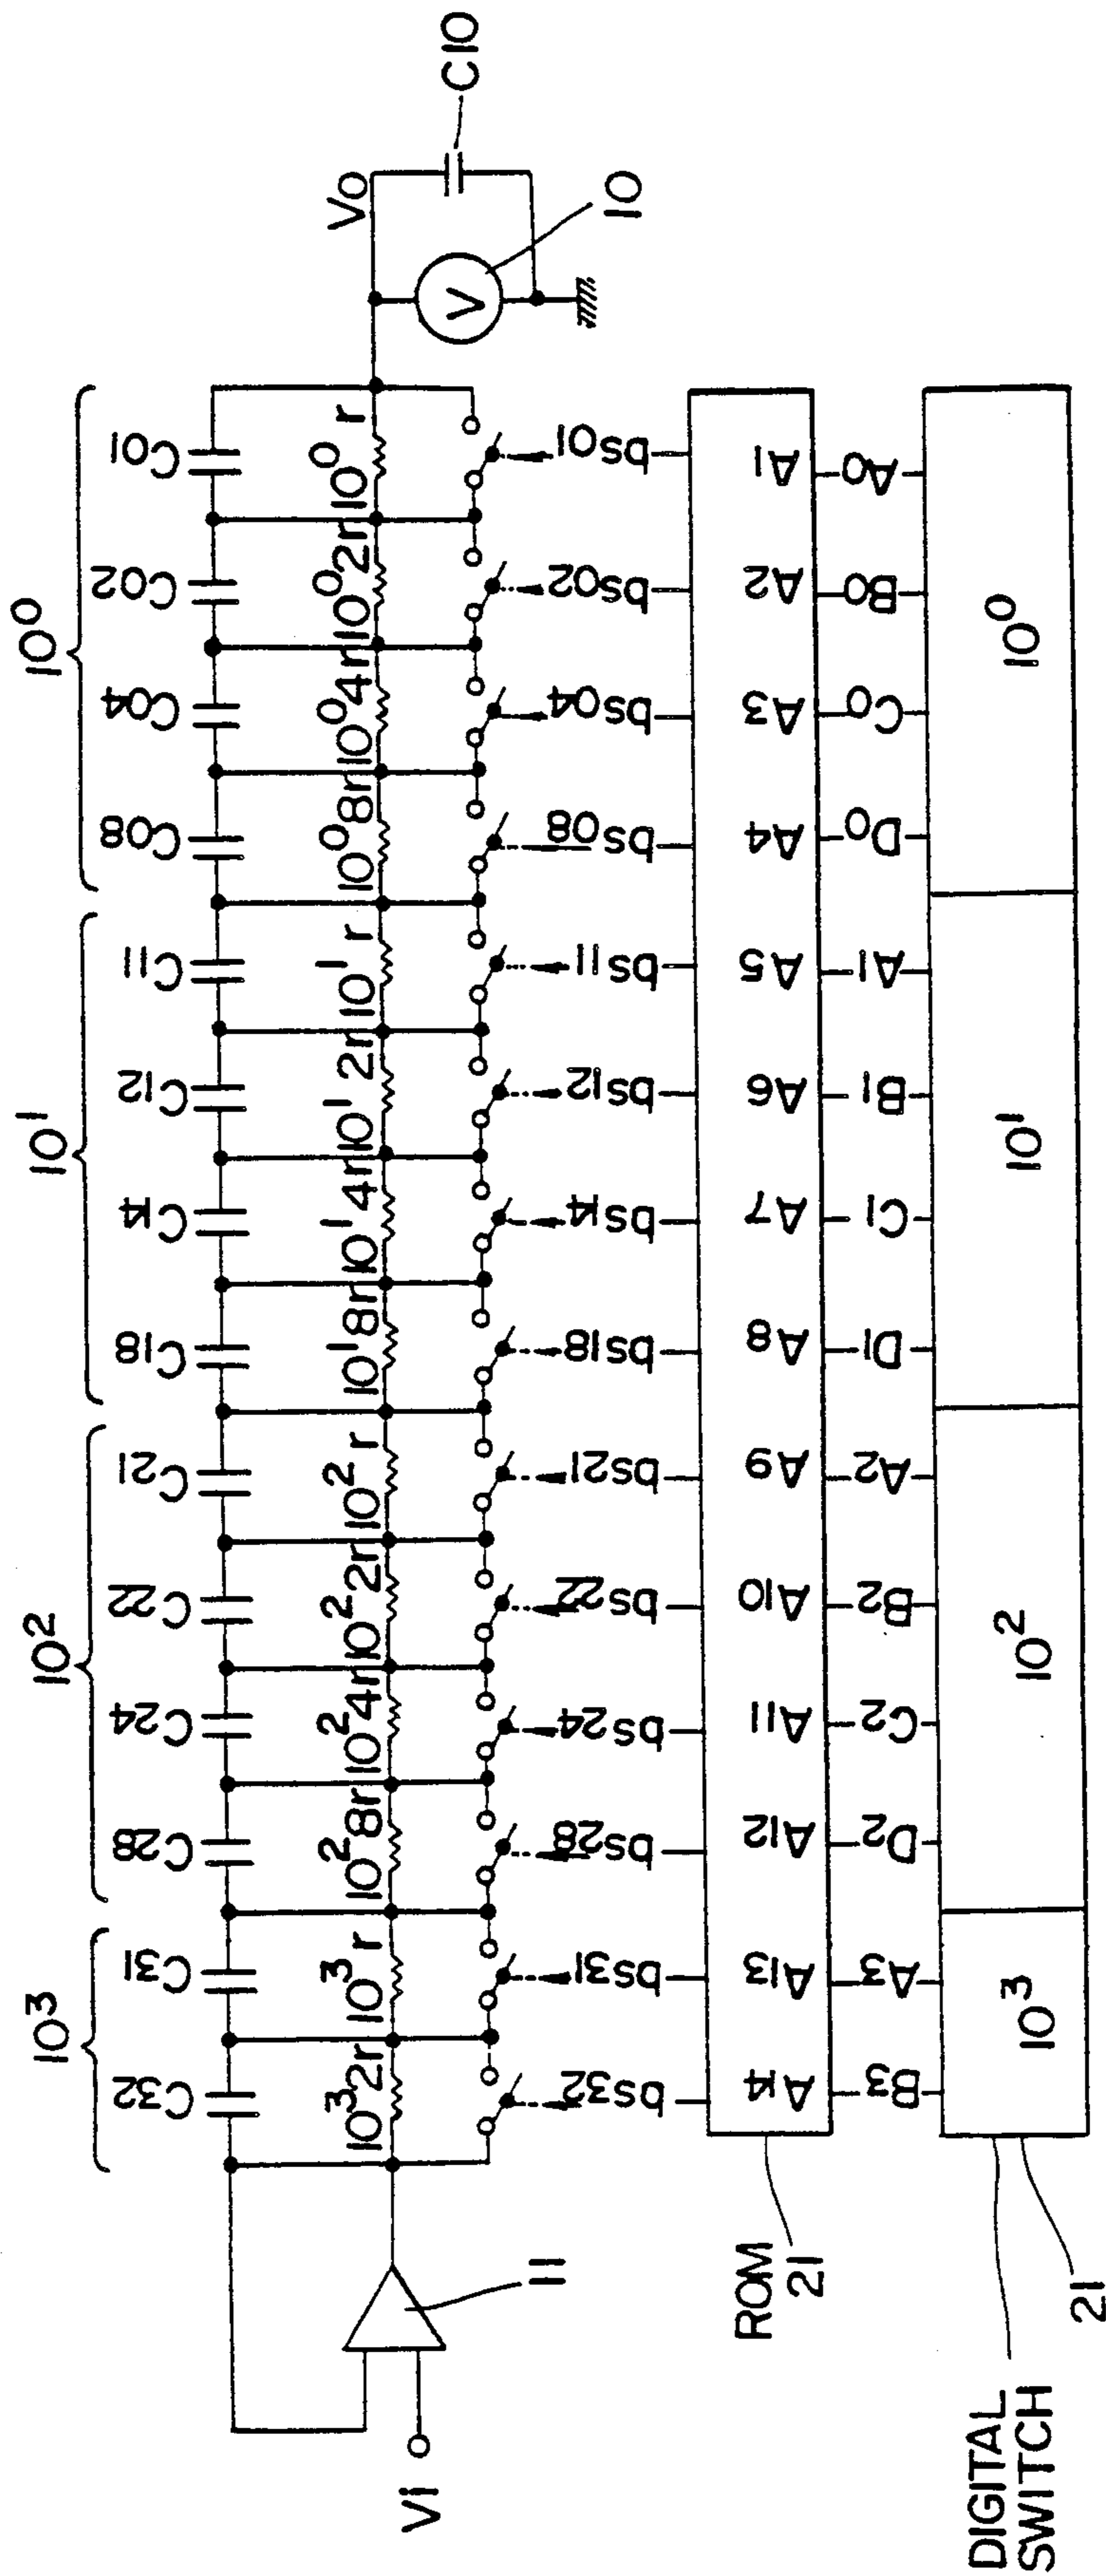 10³ 10² 10¹ 10⁰
C32 C31 C28 C24 C22 C21 C18 C14 C12 C11 C08 C04 C02 C01
10³2r 10³ r 10²8r 10²4r 10²2r 10² r 10¹8r 10¹4r 10¹2r 10¹ r 10⁰8r 10⁰4r 10⁰2r 10⁰ r
Vo
C10
V
10
Vi
11
bS32 bS31 bS28 bS24 bS22 bS21 bS18 bS14 bS12 bS11 bS08 bS04 bS02 bS01
A14 A13 A12 A11 A10 A9 A8 A7 A6 A5 A4 A3 A2 A1
ROM
21
B3 A3 D2 C2 B2 A2 D1 C1 B1 A1 D0 C0 B0 A0
10³ 10² 10¹ 10⁰
DIGITAL
SWITCH
21